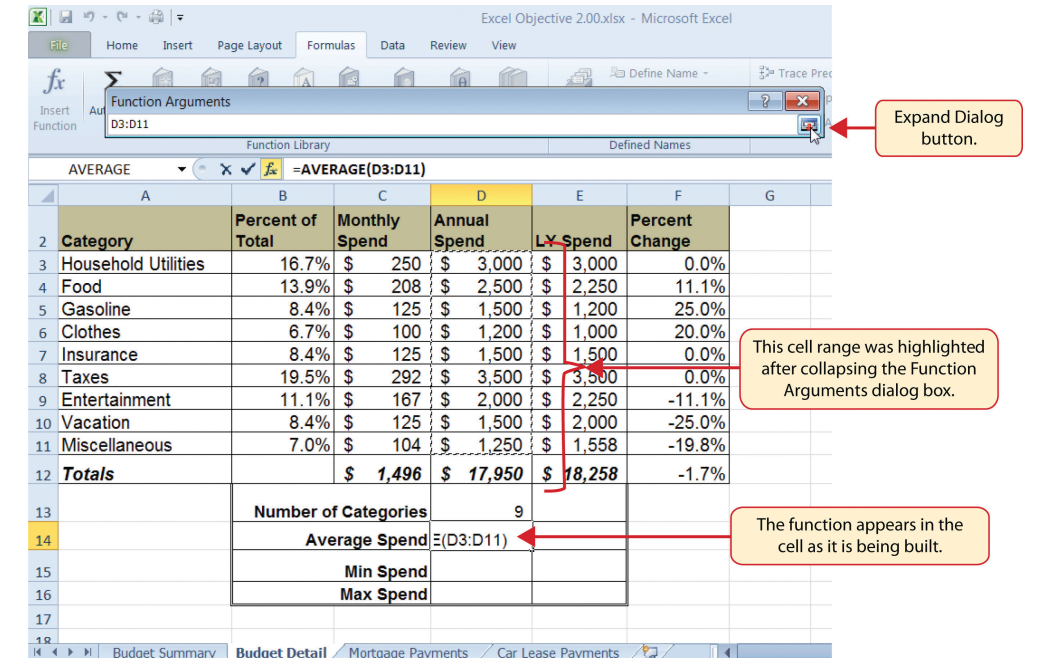 Excel Objective 2.00.xlsx - Microsoft Excel
File Home Insert Page Layout Formulas Data Review View
fx Σ ? A θ Define Name Trace Prec
Insert Function
Function Arguments ? X
D3:D11
Expand Dialog
button.
Function Library Defined Names
AVERAGE fx =AVERAGE(D3:D11)
A B C D E F G
2 Category Percent of Total Monthly Spend Annual Spend LY Spend Percent Change
3 Household Utilities 16.7% $ 250 $ 3,000 $ 3,000 0.0%
4 Food 13.9% $ 208 $ 2,500 $ 2,250 11.1%
5 Gasoline 8.4% $ 125 $ 1,500 $ 1,200 25.0%
6 Clothes 6.7% $ 100 $ 1,200 $ 1,000 20.0%
7 Insurance 8.4% $ 125 $ 1,500 $ 1,500 0.0%
8 Taxes 19.5% $ 292 $ 3,500 $ 3,500 0.0%
9 Entertainment 11.1% $ 167 $ 2,000 $ 2,250 -11.1%
10 Vacation 8.4% $ 125 $ 1,500 $ 2,000 -25.0%
11 Miscellaneous 7.0% $ 104 $ 1,250 $ 1,558 -19.8%
12 Totals $ 1,496 $ 17,950 $ 18,258 -1.7%
This cell range was highlighted
after collapsing the Function
Arguments dialog box.
13 Number of Categories 9
14 Average Spend (D3:D11)
The function appears in the
cell as it is being built.
15 Min Spend
16 Max Spend
17
18
Budget Summary Budget Detail Mortgage Payments Car Lease Payments